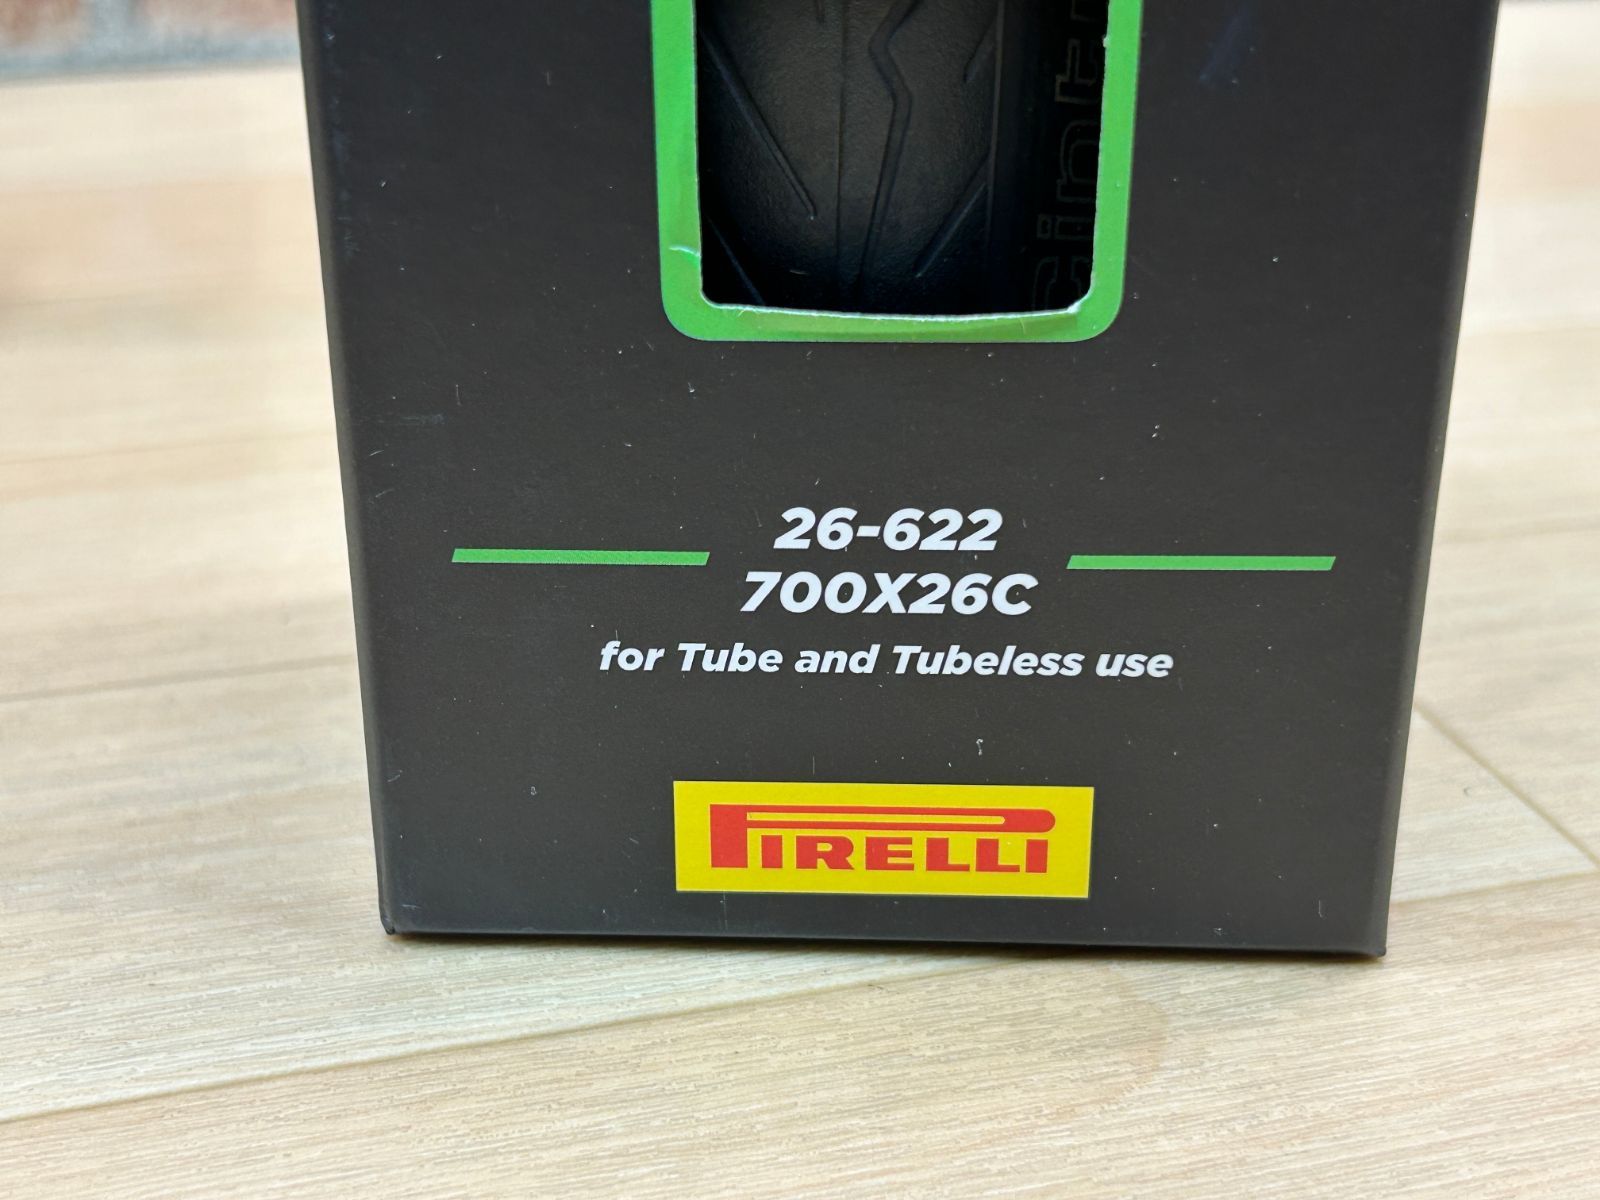 26-622
700X26C
for Tube and Tubeless use
PIRELLI